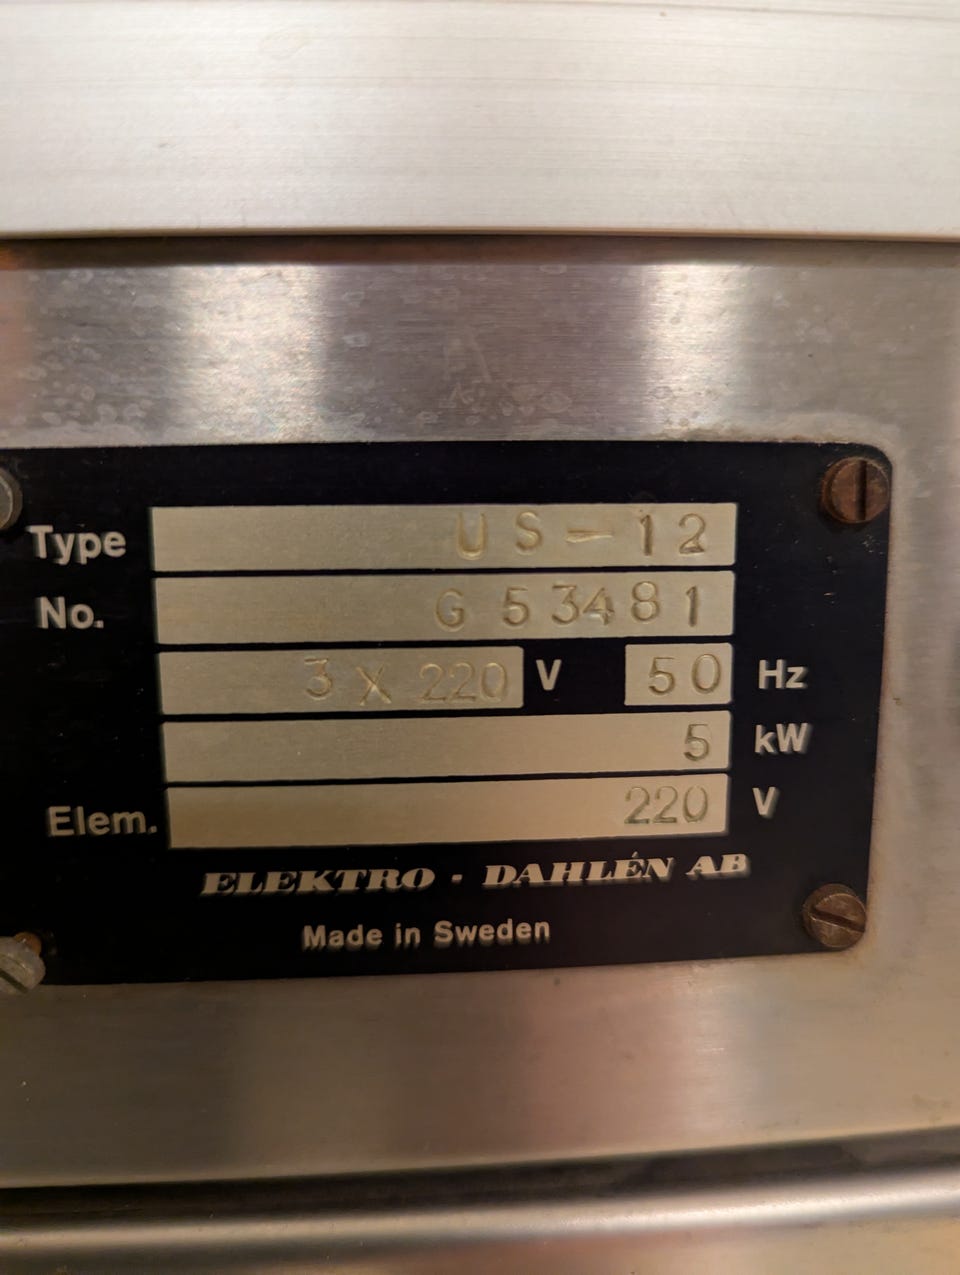 Type US-12
No. G 53481
3 X 220 V 50 Hz
5 kW
Elem. 220 V
ELEKTRO · DAHLÉN AB
Made in Sweden